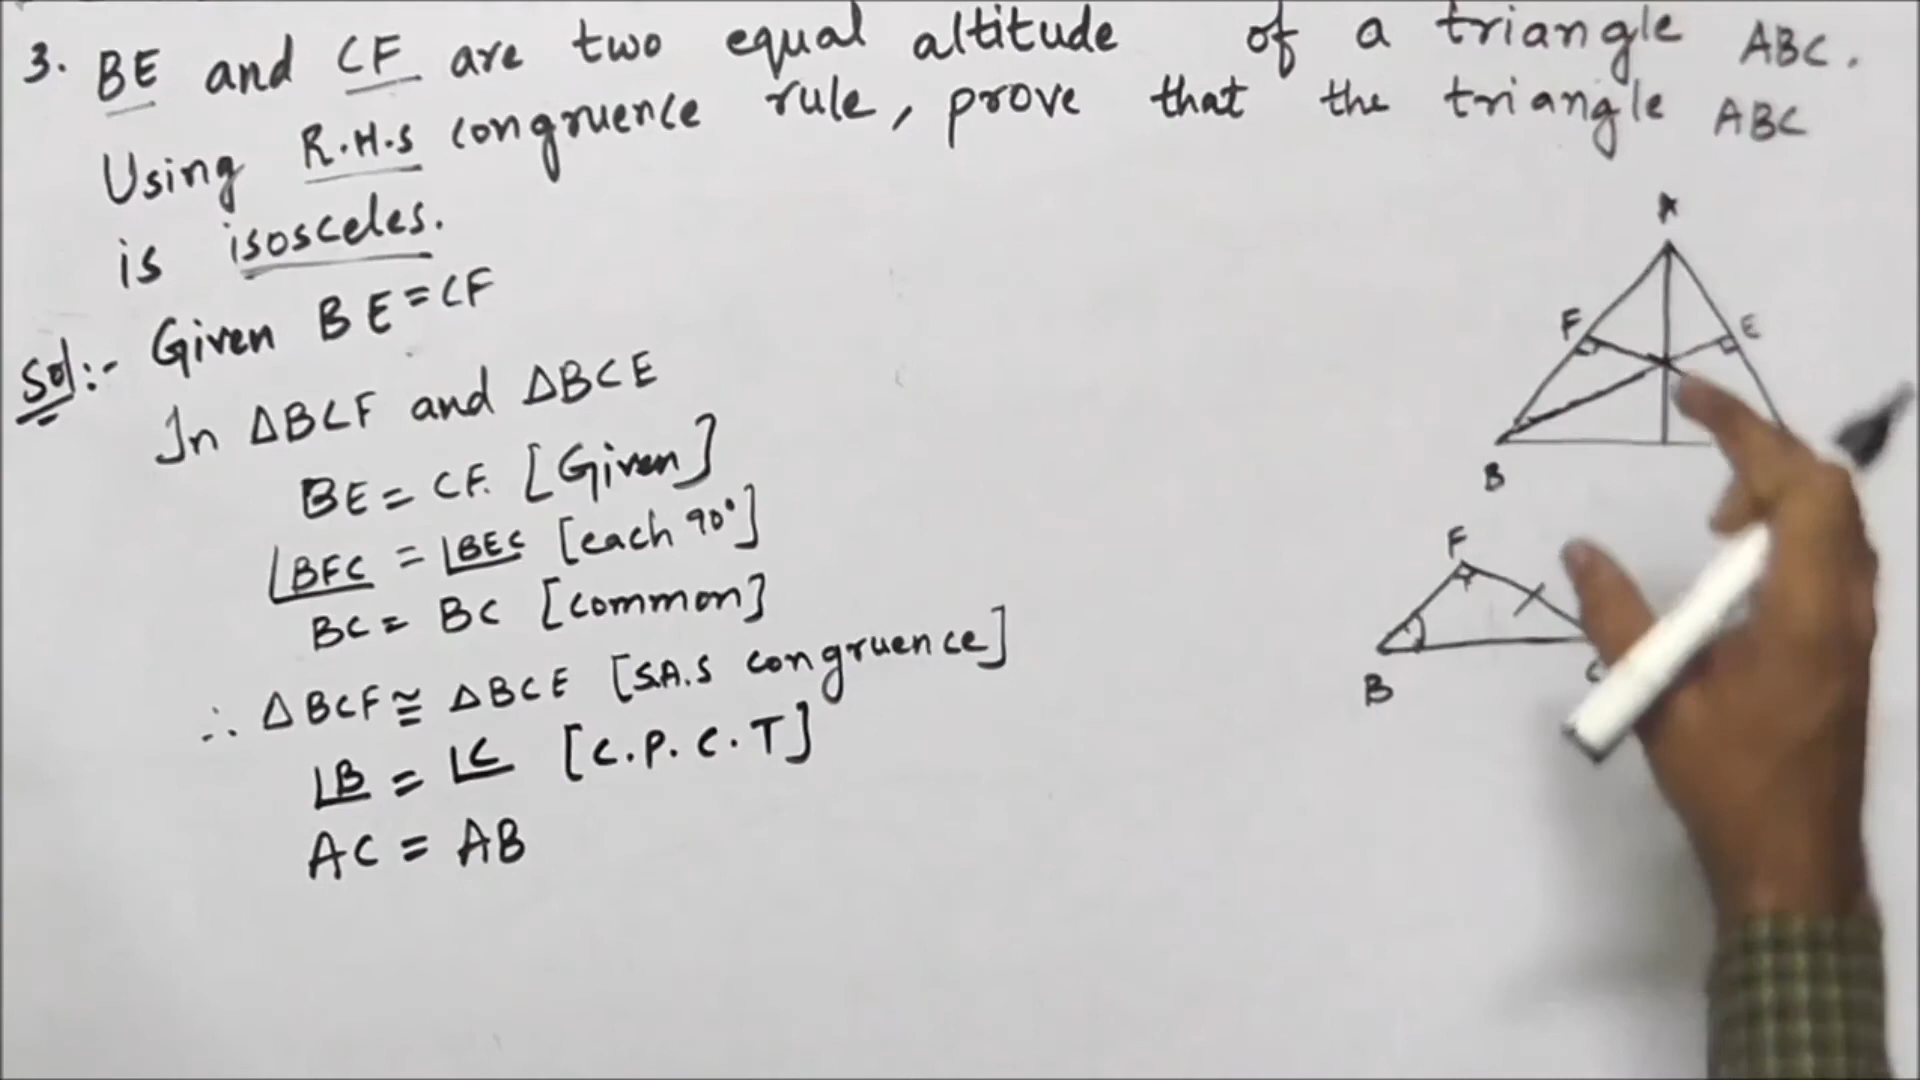 3. BE and CF are two equal altitude of a triangle ABC.
Using R.H.S congruence rule, prove that the triangle ABC
is isosceles.
Sol:- Given BE=CF
In ΔBCF and ΔBCE
BE = CF. [Given]
∠BFC = ∠BEC [each 90°]
BC = BC [common]
∴ ΔBCF ≅ ΔBCE [S.A.S congruence]
∠B = ∠C [C.P.C.T]
AC = AB
A
F
E
B
F
B
C